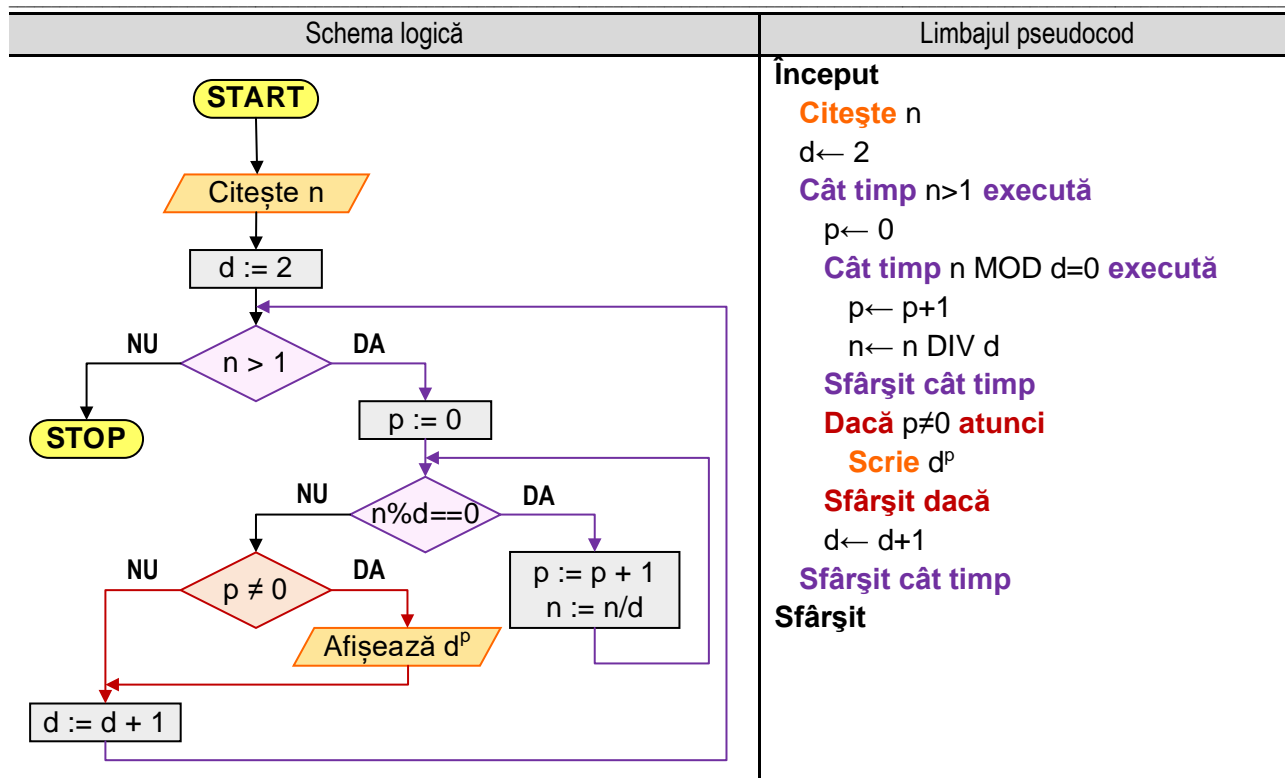 Schema logică
START
Citește n
d := 2
NU
n > 1
DA
STOP
p := 0
NU
n%d==0
DA
NU
p ≠ 0
DA
p := p + 1
n := n/d
Afișează dᵖ
d := d + 1
Limbajul pseudocod
Început
Citeşte n
d← 2
Cât timp n>1 execută
p← 0
Cât timp n MOD d=0 execută
p← p+1
n← n DIV d
Sfârşit cât timp
Dacă p≠0 atunci
Scrie dᵖ
Sfârşit dacă
d← d+1
Sfârşit cât timp
Sfârşit